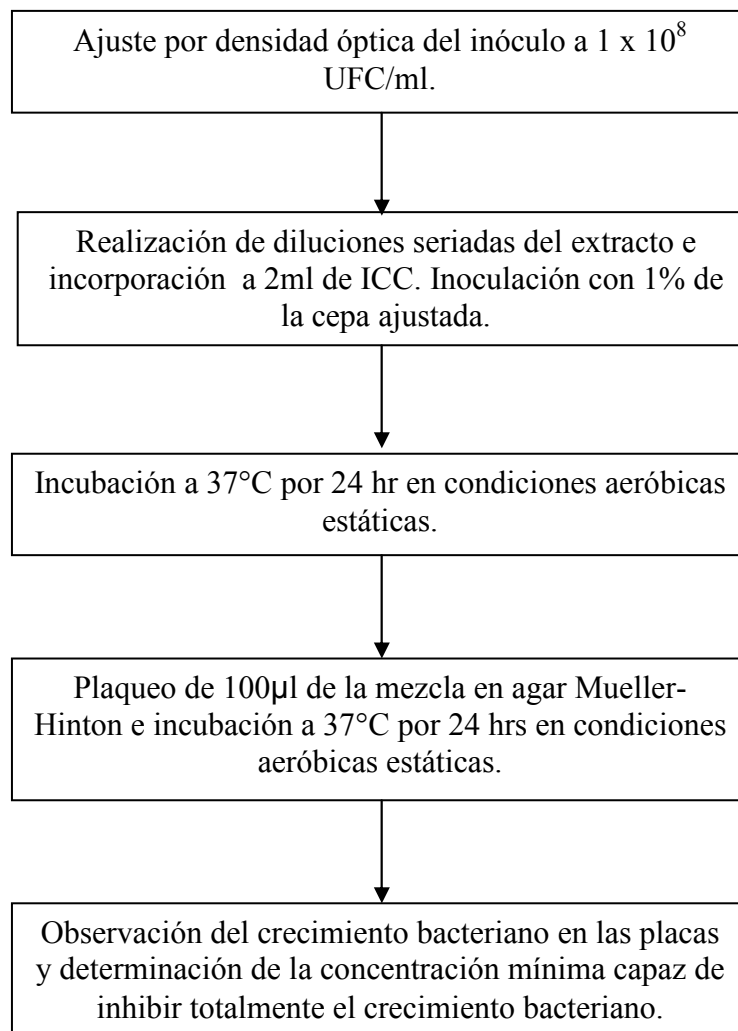 Ajuste por densidad óptica del inóculo a 1 x 10⁸
UFC/ml.
Realización de diluciones seriadas del extracto e
incorporación a 2ml de ICC. Inoculación con 1% de
la cepa ajustada.
Incubación a 37°C por 24 hr en condiciones aeróbicas
estáticas.
Plaqueo de 100μl de la mezcla en agar Mueller-
Hinton e incubación a 37°C por 24 hrs en condiciones
aeróbicas estáticas.
Observación del crecimiento bacteriano en las placas
y determinación de la concentración mínima capaz de
inhibir totalmente el crecimiento bacteriano.